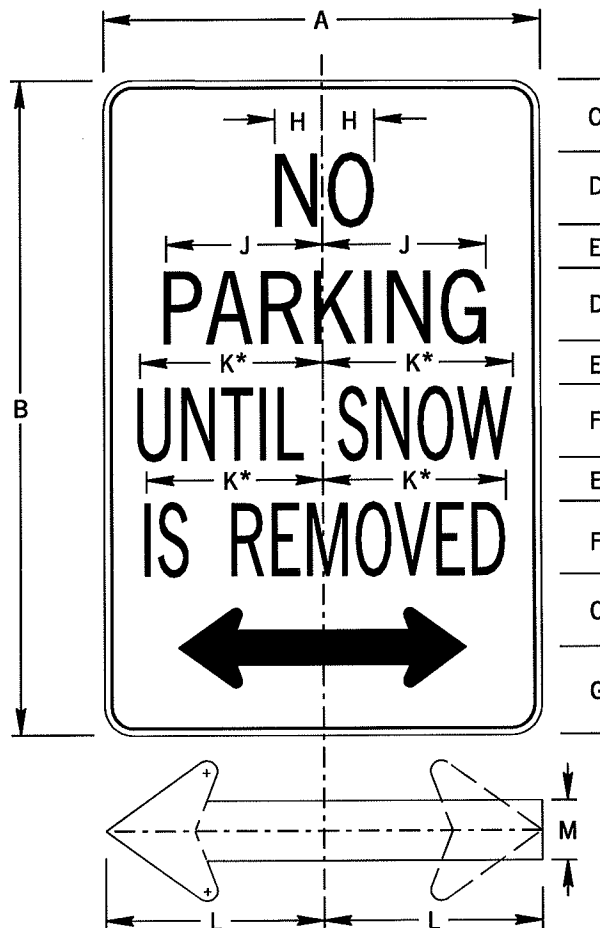 A
H H C
NO D
J J E
PARKING D
K* K* E
B
UNTIL SNOW F
K* K* E
IS REMOVED F
C
G
M
L L